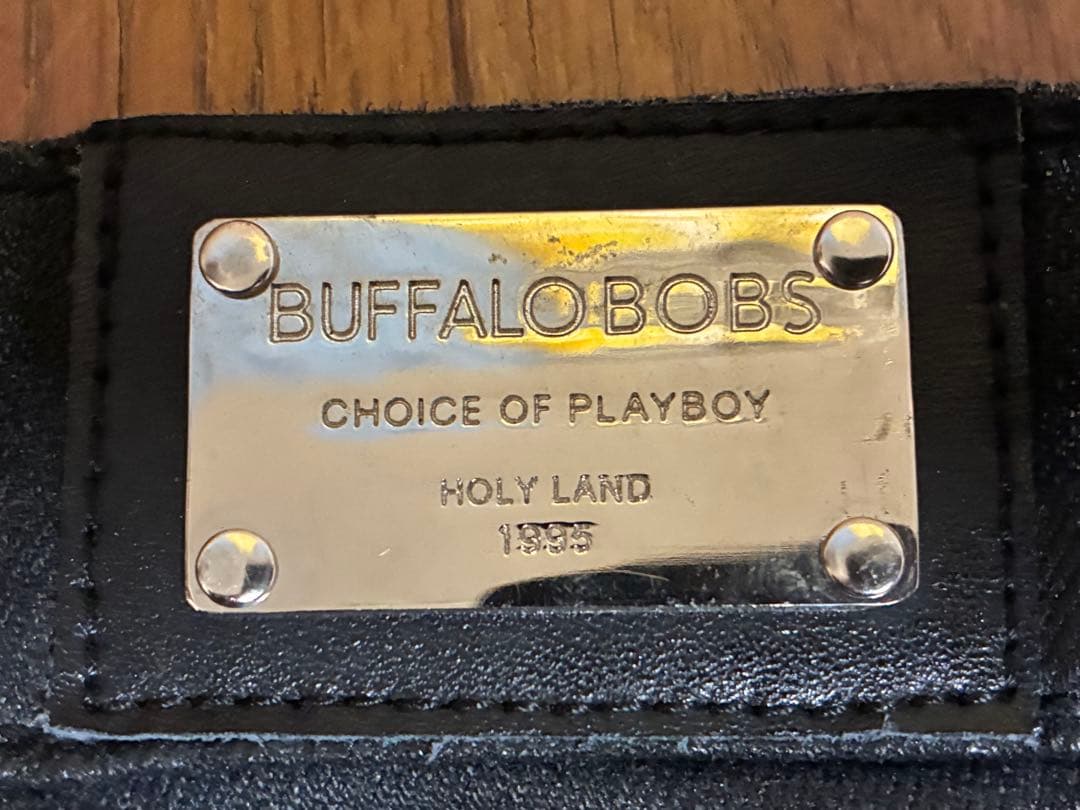 BUFFALO BOBS
CHOICE OF PLAYBOY
HOLY LAND
1995